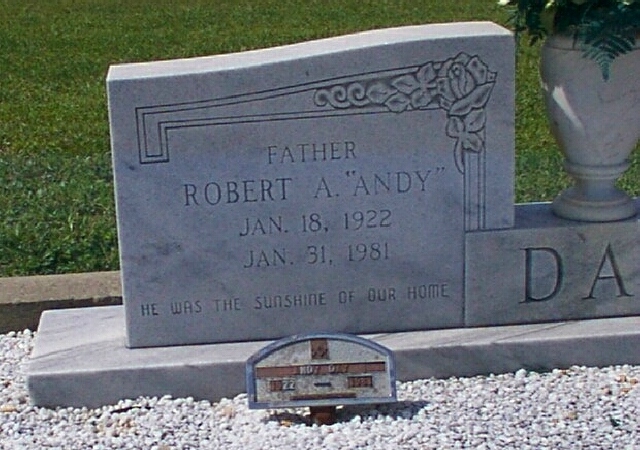 FATHER
ROBERT A. "ANDY"
JAN. 18, 1922
JAN. 31, 1981
HE WAS THE SUNSHINE OF OUR HOME
DA